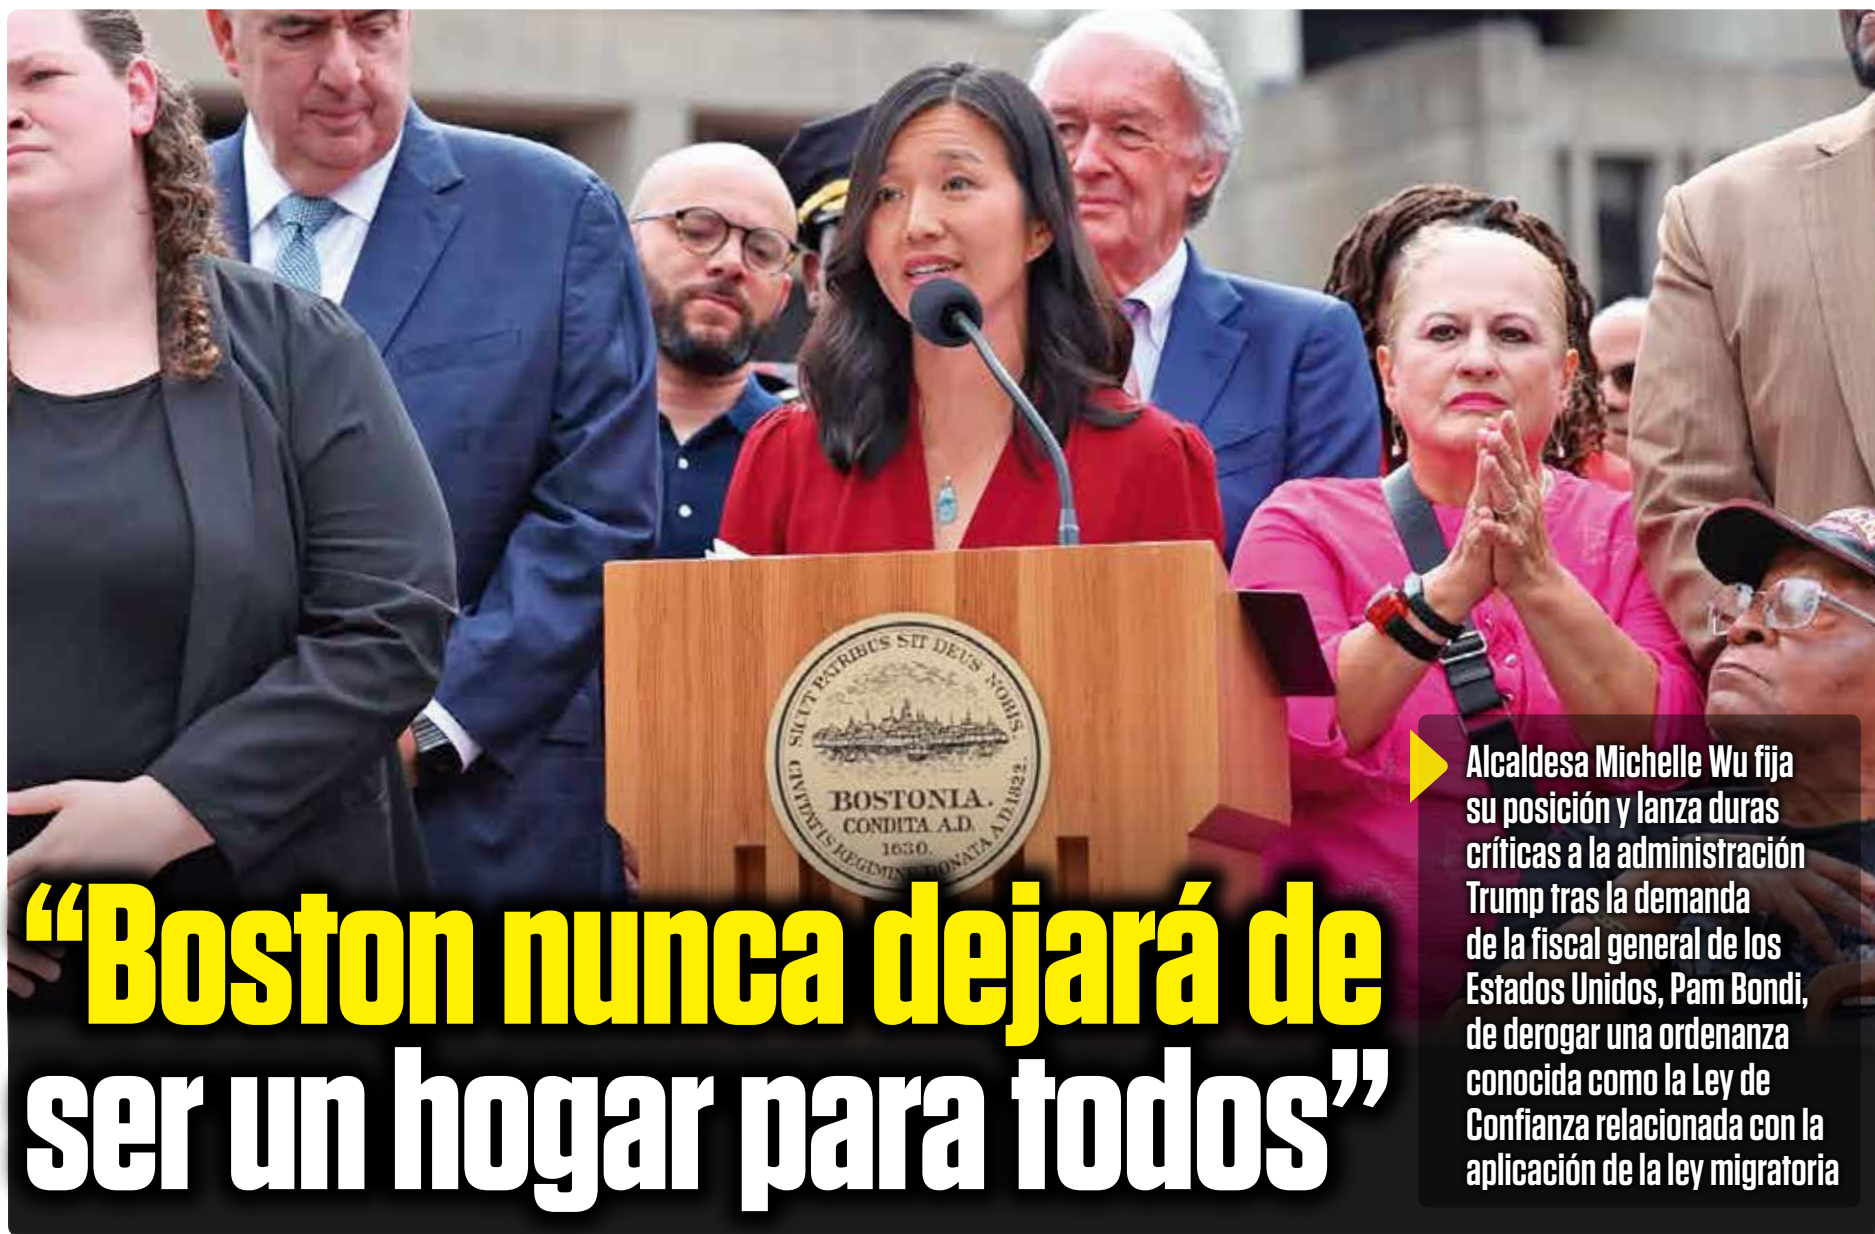 SICUT PATRIBUS SIT DEUS NOBIS.
CIVITATIS REGIMINE DONATA A.D. 1822.
BOSTONIA.
CONDITA A.D.
1630.
“Boston nunca dejará de
ser un hogar para todos”
Alcaldesa Michelle Wu fija
su posición y lanza duras
críticas a la administración
Trump tras la demanda
de la fiscal general de los
Estados Unidos, Pam Bondi,
de derogar una ordenanza
conocida como la Ley de
Confianza relacionada con la
aplicación de la ley migratoria